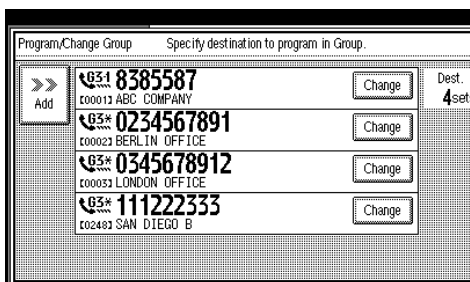 Program/Change Group Specify destination to program in Group.
>> Add
G3-1 8385587 Change
[00001] ABC COMPANY
G3* 0234567891 Change
[00002] BERLIN OFFICE
G3* 0345678912 Change
[00003] LONDON OFFICE
G3* 111222333 Change
[00248] SAN DIEGO B
Dest.
4set